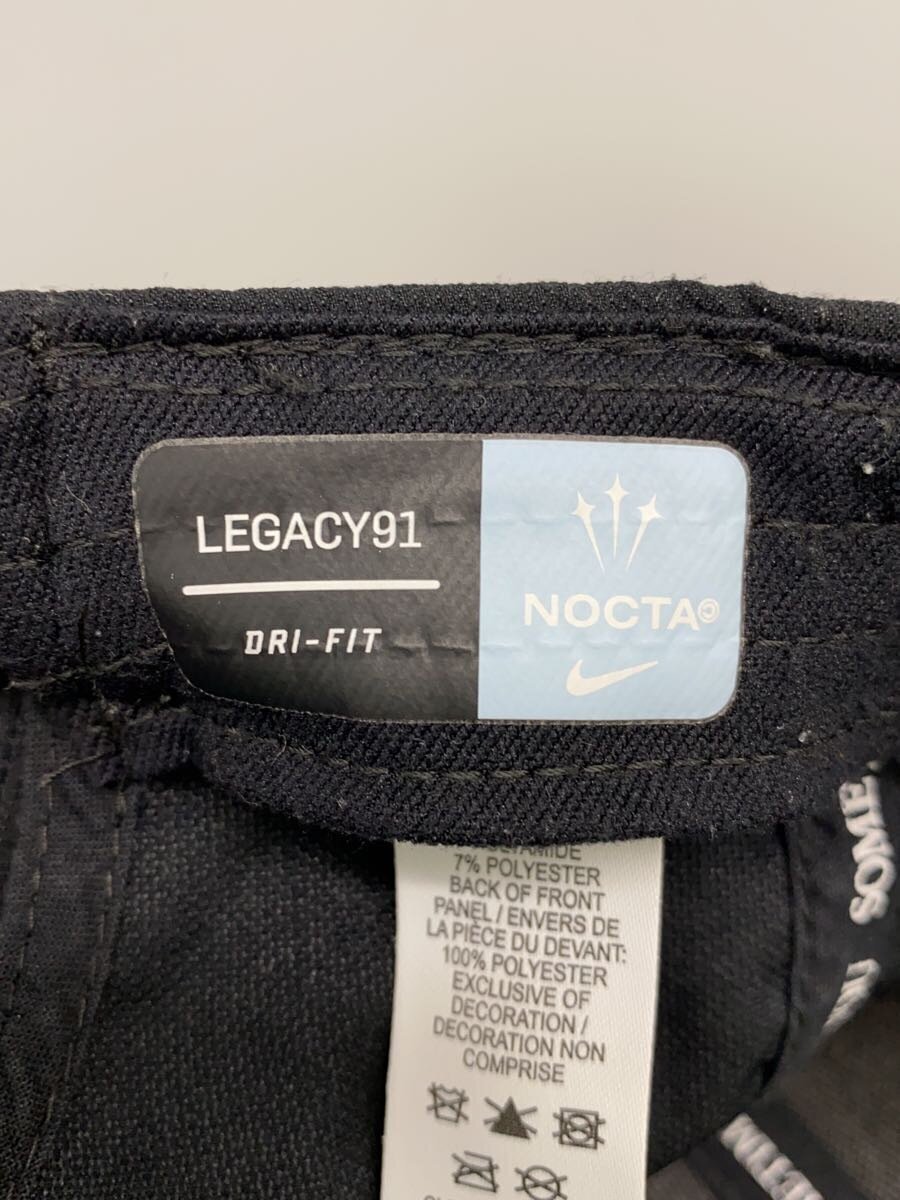 LEGACY91
DRI-FIT
NOCTA©
7% POLYESTER
BACK OF FRONT
PANEL / ENVERS DE
LA PIÈCE DU DEVANT:
100% POLYESTER
EXCLUSIVE OF
DECORATION /
DECORATION NON
COMPRISE
SOME